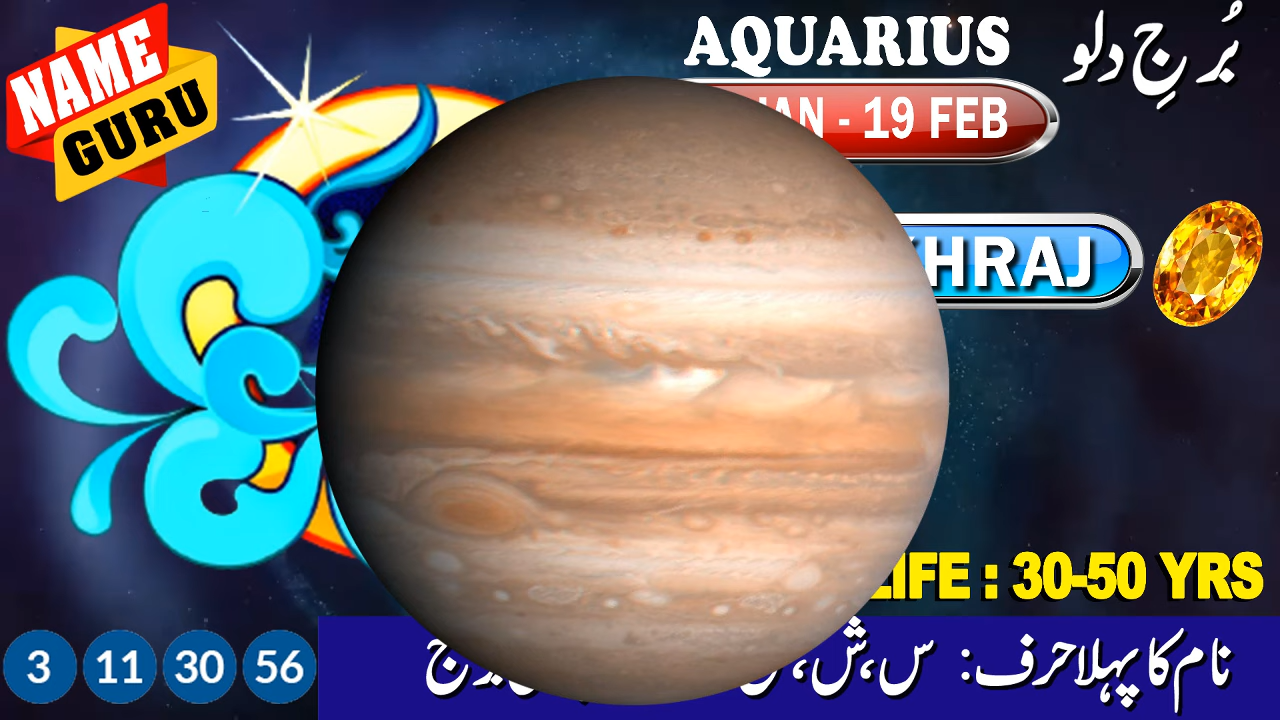 NAME
GURU
AQUARIUS
بُرجِ دلو
JAN - 19 FEB
HRAJ
LIFE : 30-50 YRS
نام کا پہلا حرف: س، ش،
3 11 30 56